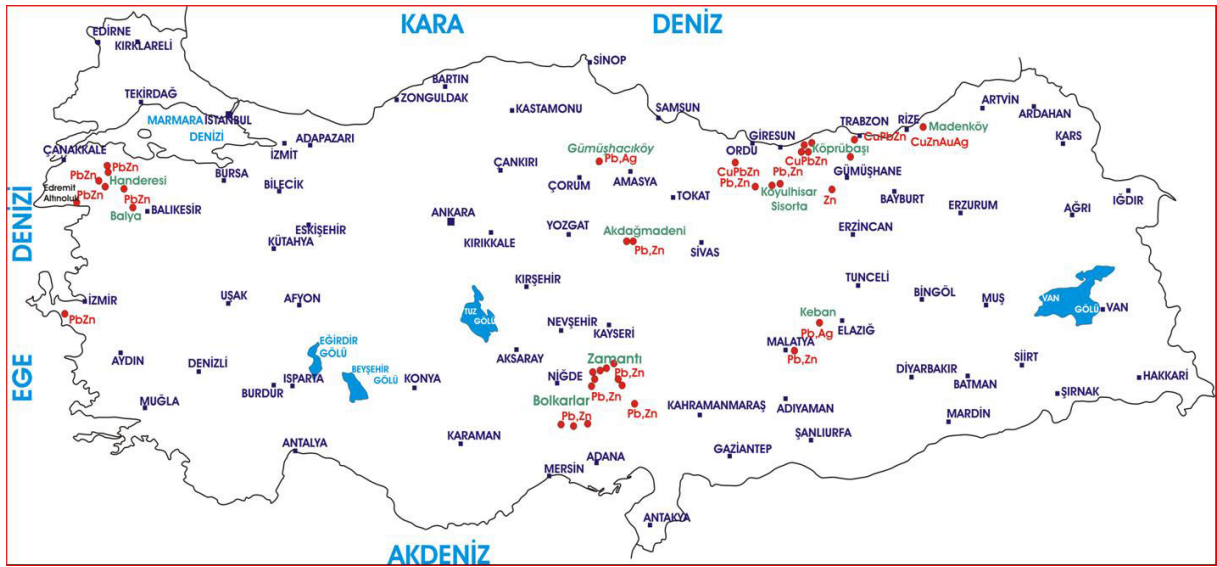 KARA DENİZ
EDİRNE
KIRKLARELİ
SİNOP
BARTIN
ZONGULDAK
TEKİRDAĞ
KASTAMONU
SAMSUN
ARTVİN
ARDAHAN
MARMARA
DENİZİ
İSTANBUL
ADAPAZARI
İZMİT
GİRESUN
TRABZON
RİZE
Madenköy
CuPbZn
CuZnAuAg
KARS
ÇANAKKALE
PbZn
Handeresi
PbZn
Edremit
Altınoluk
PbZn
PbZn
Balya
BALIKESİR
BURSA
BİLECİK
ÇANKIRI
Gümüşhacıköy
Pb,Ag
ÇORUM
AMASYA
TOKAT
ORDU
CuPbZn
Pb,Zn
CuPbZn
Köprübaşı
Pb,Zn
Koyulhisar
Sisorta
GÜMÜŞHANE
Zn
BAYBURT
ERZURUM
AĞRI
IĞDIR
DENİZİ
ESKİŞEHİR
KÜTAHYA
ANKARA
KIRIKKALE
YOZGAT
Akdağmadeni
Pb,Zn
SİVAS
ERZİNCAN
İZMİR
PbZn
UŞAK
AFYON
KIRŞEHİR
TUZ
GÖLÜ
NEVŞEHİR
KAYSERİ
TUNCELİ
BİNGÖL
MUŞ
VAN
GÖLÜ
VAN
Keban
Pb,Ag
ELAZIĞ
MALATYA
Pb,Zn
EGE
AYDIN
DENİZLİ
EĞİRDİR
GÖLÜ
BEYŞEHİR
GÖLÜ
ISPARTA
BURDUR
KONYA
AKSARAY
NİĞDE
Zamantı
Pb,Zn
Pb,Zn
Bolkarlar
Pb,Zn
Pb,Zn
KAHRAMANMARAŞ
ADIYAMAN
DİYARBAKIR
BATMAN
SİİRT
ŞIRNAK
HAKKARİ
MUĞLA
ANTALYA
KARAMAN
MERSİN
ADANA
GAZİANTEP
ŞANLIURFA
MARDİN
ANTAKYA
AKDENİZ